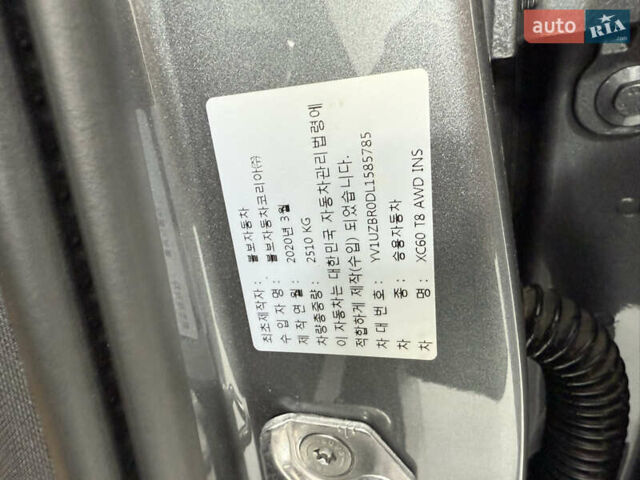 auto RIA.com
최초제작자 : 볼보자동차
수 입 자 명 : 볼보자동차코리아(주)
제 작 연 월 : 2020년 3월
차량총중량 : 2510 KG
이 자동차는 대한민국 자동차관리법령에
적합하게 제작(수입) 되었습니다.
차 대 번 호 : YV1UZBR0DL1585785
차 종 : 승용자동차
차 명 : XC60 T8 AWD INS